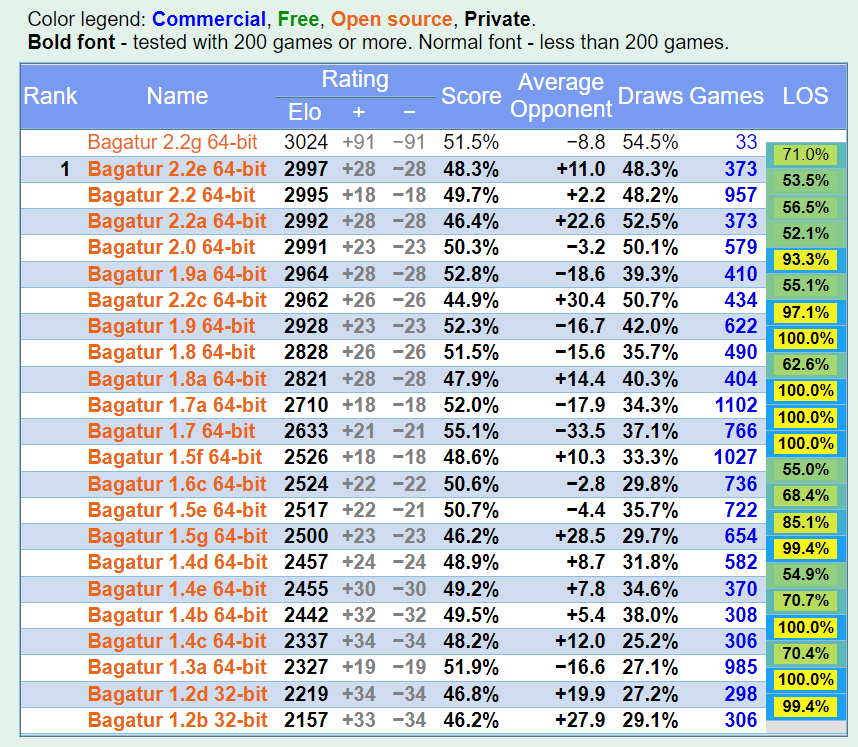 Color legend: Commercial, Free, Open source, Private.
Bold font - tested with 200 games or more. Normal font - less than 200 games.
Rank Name Rating Score Average Opponent Draws Games LOS
Elo + −
Bagatur 2.2g 64-bit 3024 +91 −91 51.5% −8.8 54.5% 33
71.0%
1 Bagatur 2.2e 64-bit 2997 +28 −28 48.3% +11.0 48.3% 373
53.5%
Bagatur 2.2 64-bit 2995 +18 −18 49.7% +2.2 48.2% 957
56.5%
Bagatur 2.2a 64-bit 2992 +28 −28 46.4% +22.6 52.5% 373
52.1%
Bagatur 2.0 64-bit 2991 +23 −23 50.3% −3.2 50.1% 579
93.3%
Bagatur 1.9a 64-bit 2964 +28 −28 52.8% −18.6 39.3% 410
55.1%
Bagatur 2.2c 64-bit 2962 +26 −26 44.9% +30.4 50.7% 434
97.1%
Bagatur 1.9 64-bit 2928 +23 −23 52.3% −16.7 42.0% 622
100.0%
Bagatur 1.8 64-bit 2828 +26 −26 51.5% −15.6 35.7% 490
62.6%
Bagatur 1.8a 64-bit 2821 +28 −28 47.9% +14.4 40.3% 404
100.0%
Bagatur 1.7a 64-bit 2710 +18 −18 52.0% −17.9 34.3% 1102
100.0%
Bagatur 1.7 64-bit 2633 +21 −21 55.1% −33.5 37.1% 766
100.0%
Bagatur 1.5f 64-bit 2526 +18 −18 48.6% +10.3 33.3% 1027
55.0%
Bagatur 1.6c 64-bit 2524 +22 −22 50.6% −2.8 29.8% 736
68.4%
Bagatur 1.5e 64-bit 2517 +22 −21 50.7% −4.4 35.7% 722
85.1%
Bagatur 1.5g 64-bit 2500 +23 −23 46.2% +28.5 29.7% 654
99.4%
Bagatur 1.4d 64-bit 2457 +24 −24 48.9% +8.7 31.8% 582
54.9%
Bagatur 1.4e 64-bit 2455 +30 −30 49.2% +7.8 34.6% 370
70.7%
Bagatur 1.4b 64-bit 2442 +32 −32 49.5% +5.4 38.0% 308
100.0%
Bagatur 1.4c 64-bit 2337 +34 −34 48.2% +12.0 25.2% 306
70.4%
Bagatur 1.3a 64-bit 2327 +19 −19 51.9% −16.6 27.1% 985
100.0%
Bagatur 1.2d 32-bit 2219 +34 −34 46.8% +19.9 27.2% 298
99.4%
Bagatur 1.2b 32-bit 2157 +33 −34 46.2% +27.9 29.1% 306